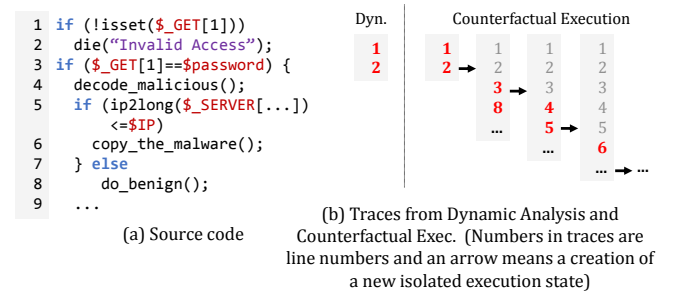 1 if (!isset($_GET[1]))
2 die(“Invalid Access”);
3 if ($_GET[1]==$password) {
4 decode_malicious();
5 if (ip2long($_SERVER[...])
<=$IP)
6 copy_the_malware();
7 } else
8 do_benign();
9 ...
(a) Source code
Dyn. Counterfactual Execution
1 1 1 1 1
2 2 2 2 2
3 3 3
8 4 4
... 5 5
... 6
... ...
(b) Traces from Dynamic Analysis and
Counterfactual Exec. (Numbers in traces are
line numbers and an arrow means a creation of
a new isolated execution state)